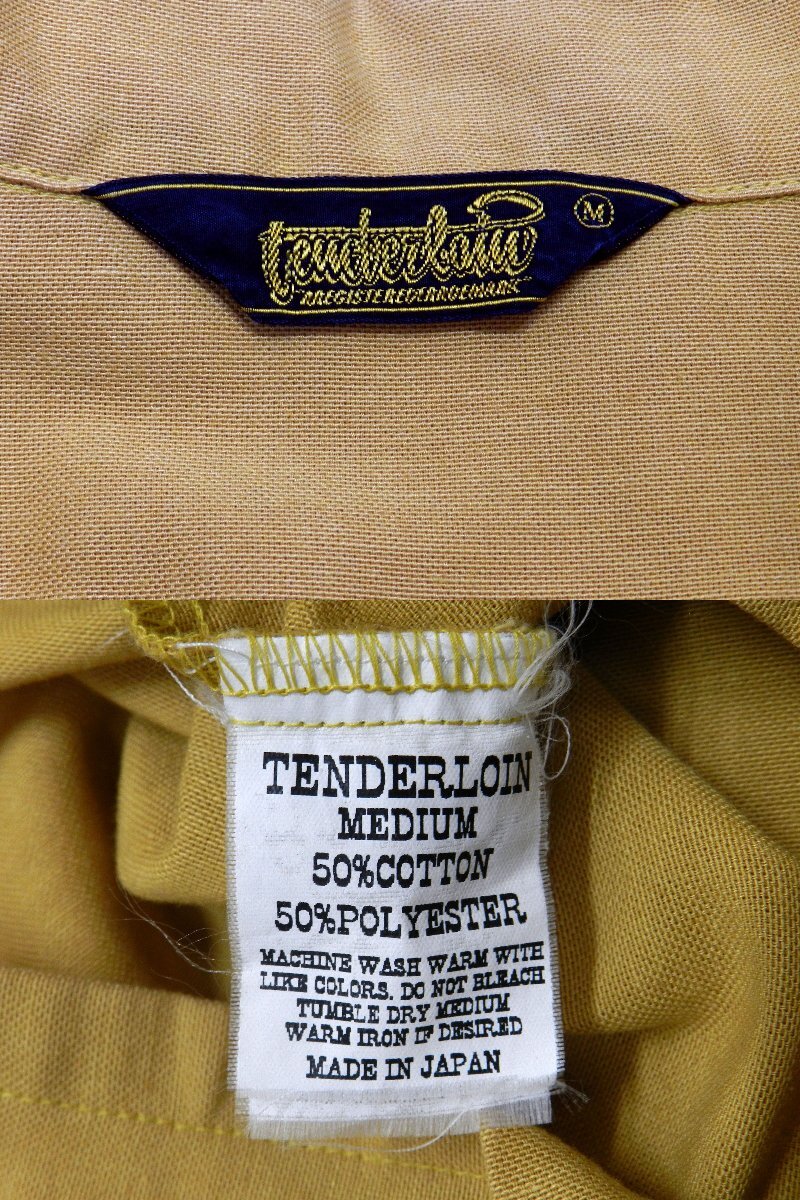 tenderloin
M
TENDERLOIN
MEDIUM
50%COTTON
50%POLYESTER
MACHINE WASH WARM WITH
LIKE COLORS. DO NOT BLEACH
TUMBLE DRY MEDIUM
WARM IRON IF DESIRED
MADE IN JAPAN